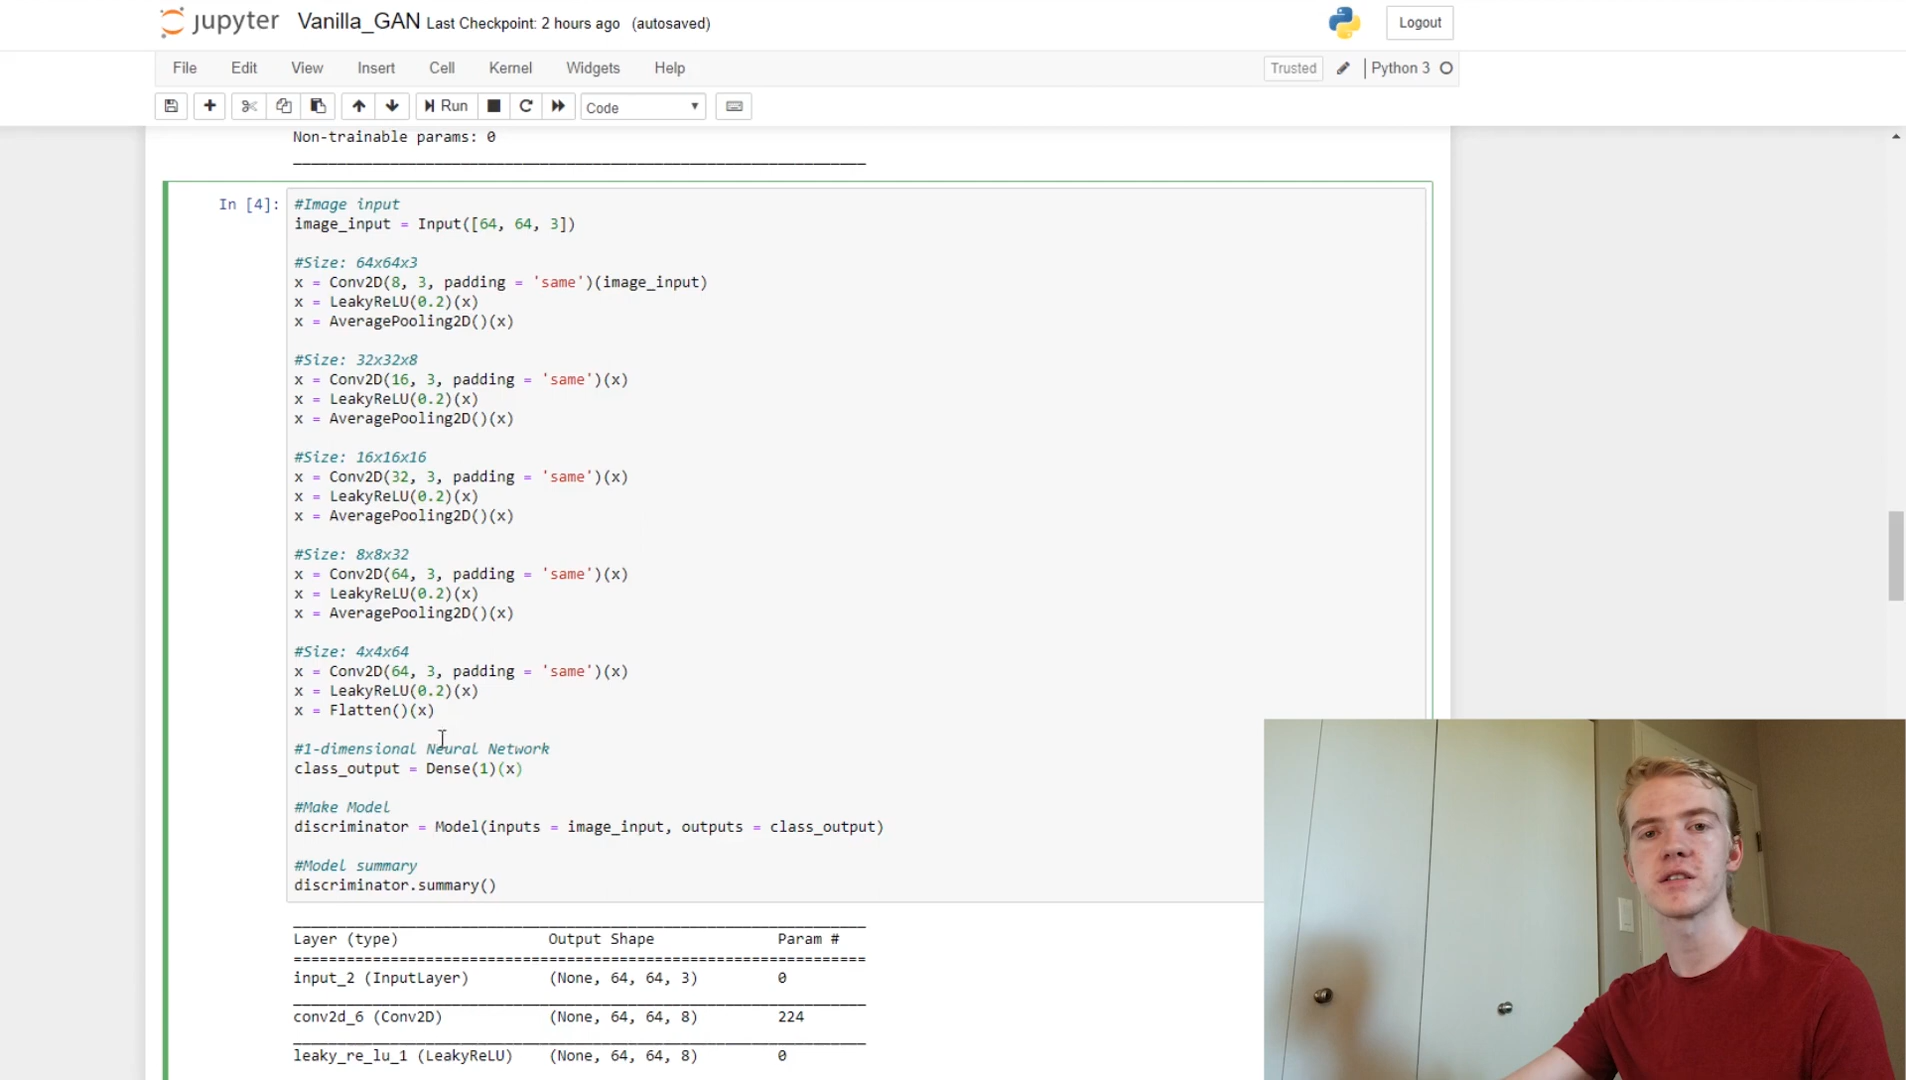 jupyter Vanilla_GAN Last Checkpoint: 2 hours ago (autosaved) Logout
File Edit View Insert Cell Kernel Widgets Help Trusted Python 3
Run Code
Non-trainable params: 0
_________________________________________________________________
In [4]: #Image input
image_input = Input([64, 64, 3])
#Size: 64x64x3
x = Conv2D(8, 3, padding = 'same')(image_input)
x = LeakyReLU(0.2)(x)
x = AveragePooling2D()(x)
#Size: 32x32x8
x = Conv2D(16, 3, padding = 'same')(x)
x = LeakyReLU(0.2)(x)
x = AveragePooling2D()(x)
#Size: 16x16x16
x = Conv2D(32, 3, padding = 'same')(x)
x = LeakyReLU(0.2)(x)
x = AveragePooling2D()(x)
#Size: 8x8x32
x = Conv2D(64, 3, padding = 'same')(x)
x = LeakyReLU(0.2)(x)
x = AveragePooling2D()(x)
#Size: 4x4x64
x = Conv2D(64, 3, padding = 'same')(x)
x = LeakyReLU(0.2)(x)
x = Flatten()(x)
#1-dimensional Neural Network
class_output = Dense(1)(x)
#Make Model
discriminator = Model(inputs = image_input, outputs = class_output)
#Model summary
discriminator.summary()
_________________________________________________________________
Layer (type) Output Shape Param #
=================================================================
input_2 (InputLayer) (None, 64, 64, 3) 0
_________________________________________________________________
conv2d_6 (Conv2D) (None, 64, 64, 8) 224
_________________________________________________________________
leaky_re_lu_1 (LeakyReLU) (None, 64, 64, 8) 0